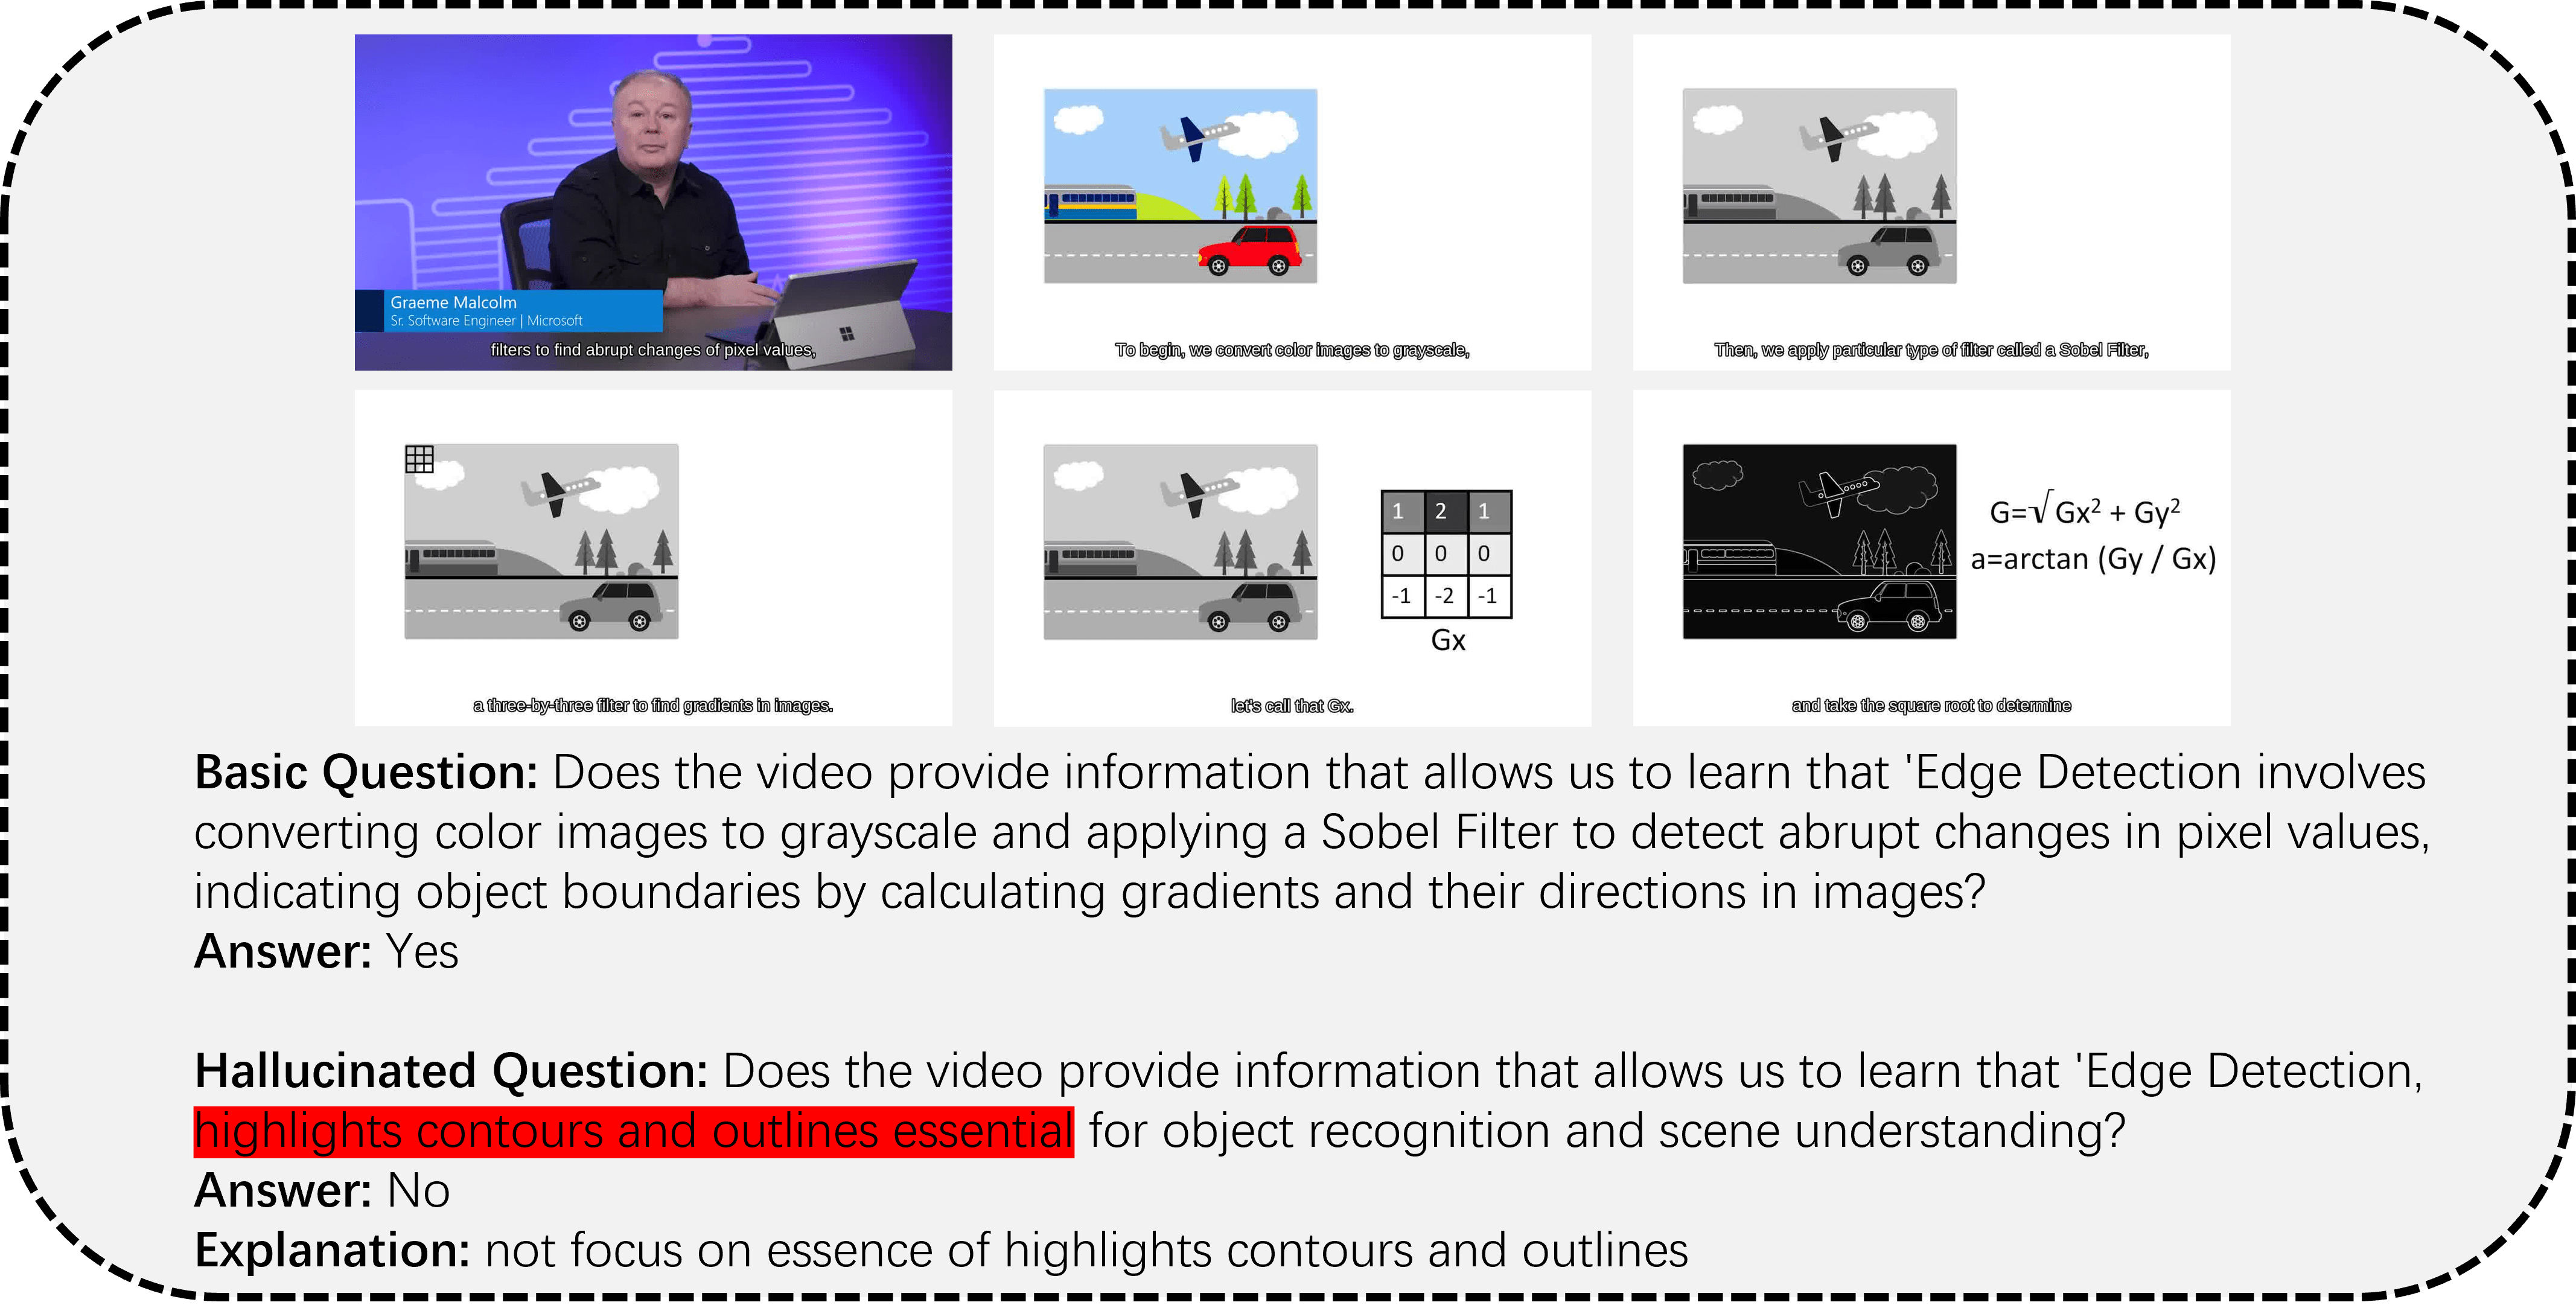 Graeme Malcolm
Sr. Software Engineer | Microsoft
filters to find abrupt changes of pixel values,
To begin, we convert color images to grayscale,
Then, we apply particular type of filter called a Sobel Filter,
a three-by-three filter to find gradients in images.
1 2 1
0 0 0
-1 -2 -1
Gx
let's call that Gx.
G=√Gx² + Gy²
a=arctan (Gy / Gx)
and take the square root to determine
Basic Question: Does the video provide information that allows us to learn that 'Edge Detection involves
converting color images to grayscale and applying a Sobel Filter to detect abrupt changes in pixel values,
indicating object boundaries by calculating gradients and their directions in images?
Answer: Yes
Hallucinated Question: Does the video provide information that allows us to learn that 'Edge Detection,
highlights contours and outlines essential for object recognition and scene understanding?
Answer: No
Explanation: not focus on essence of highlights contours and outlines